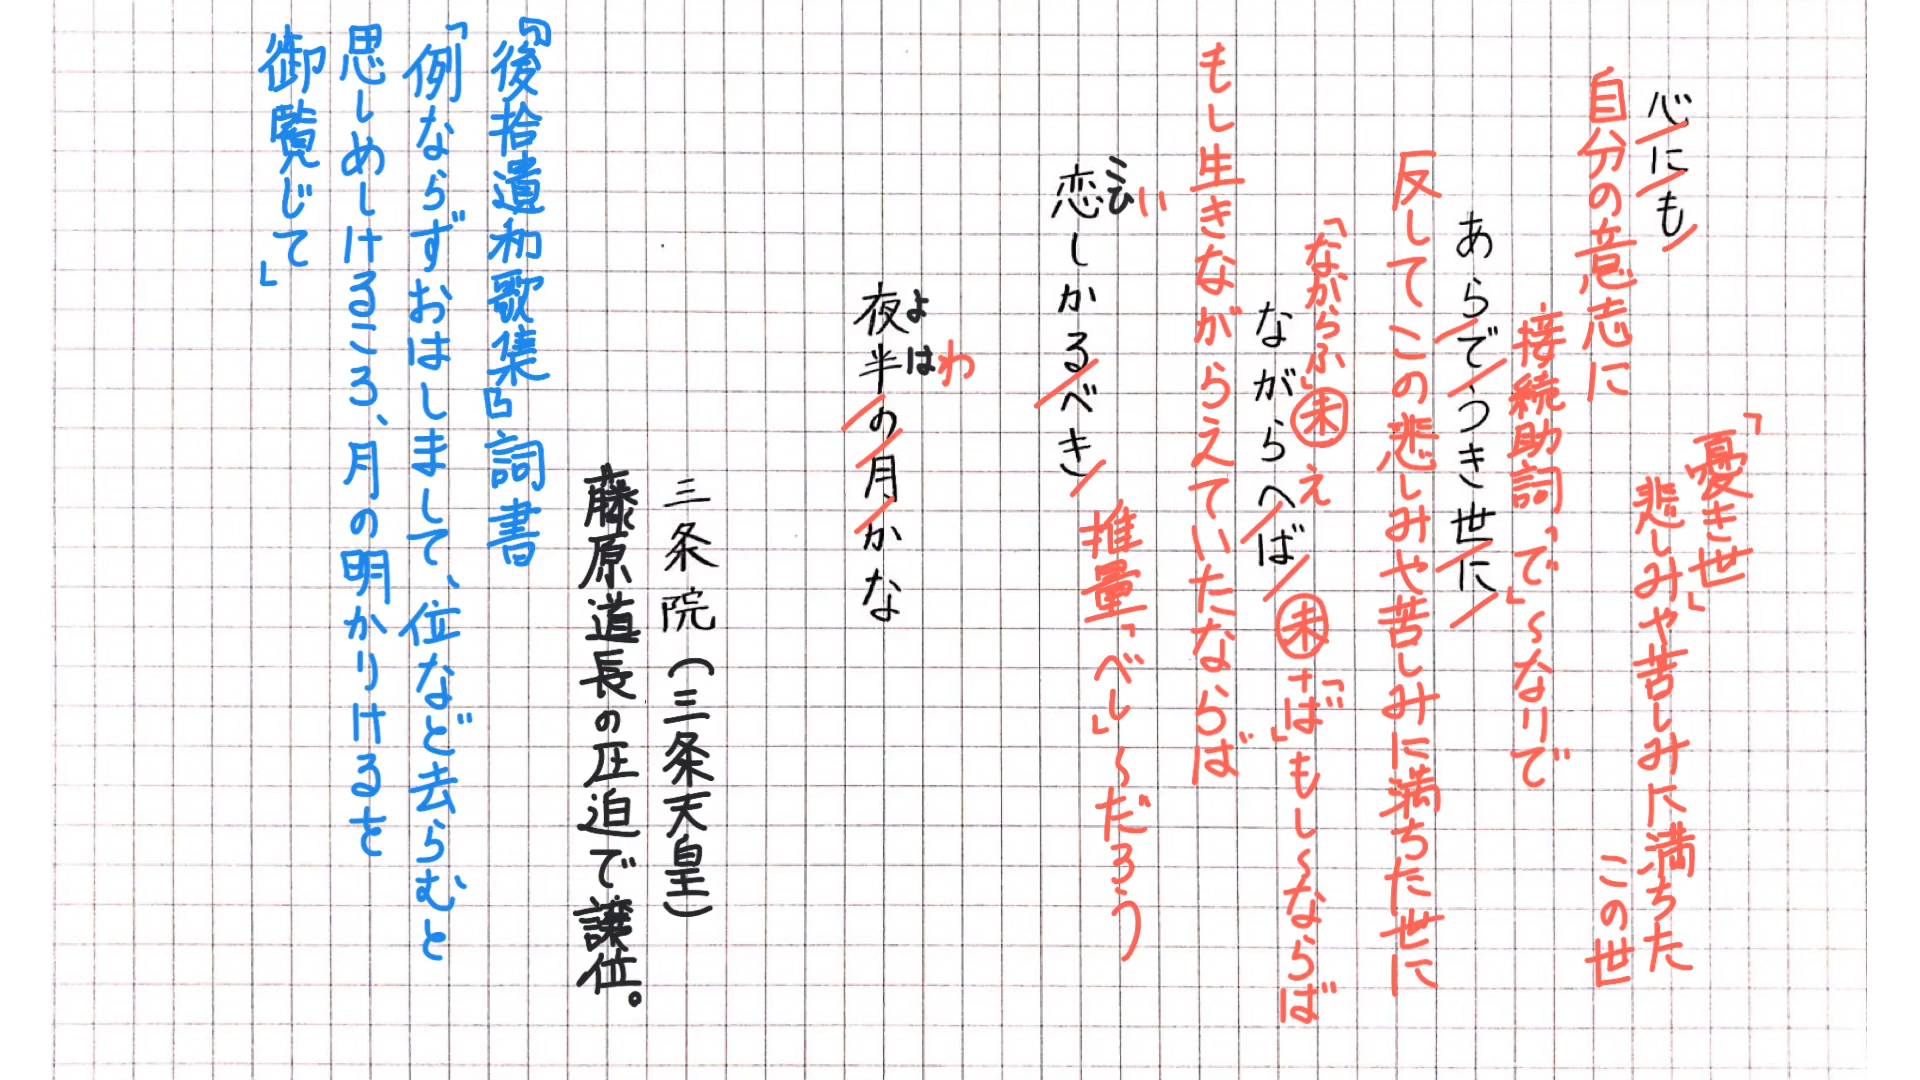 「憂き世」
悲しみや苦しみに満ちた
この世
心にも
自分の意志に
接続助詞「で」~なりで
あらでうき世に
反してこの悲しみや苦しみに満ちた世に
「ながらふ」未 え
未+「ば」もし~ならば
ながらへば
もし生きながらえていたならば
い
こひ
恋しかるべき
推量「べし」~だろう
わ
よは
夜半の月かな
三条院(三条天皇)
藤原道長の圧迫で譲位。
『後拾遺和歌集』詞書
「例ならずおはしまして、位など去らむと
思しめしけるころ、月の明かりけるを
御覧じて」